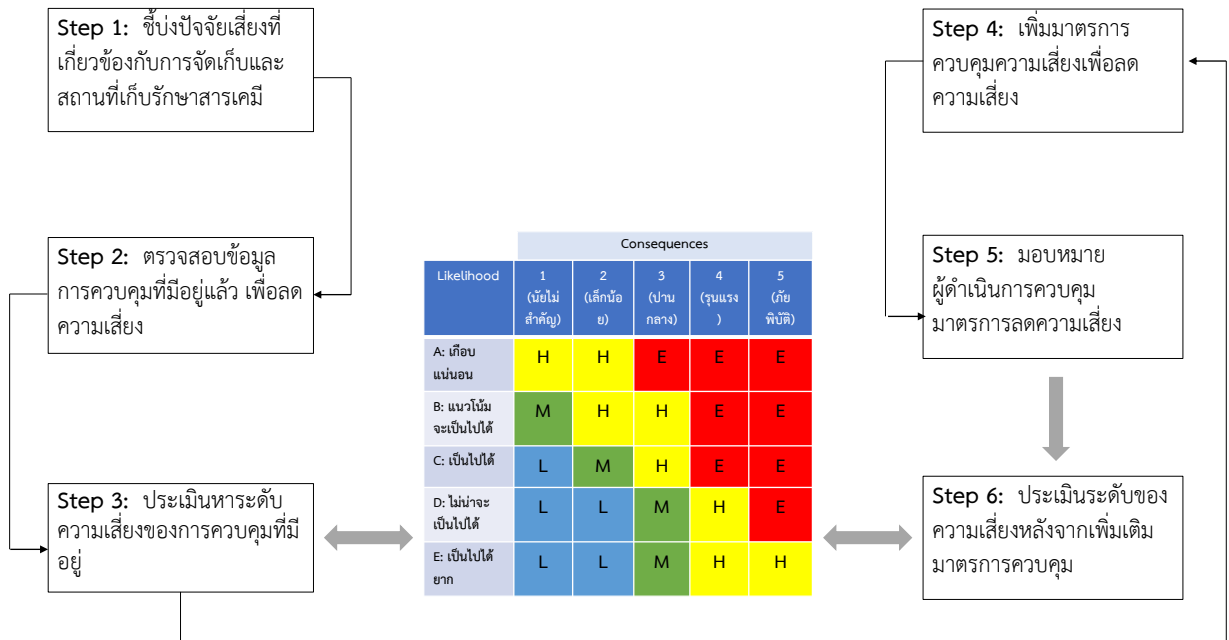 Step 1: ชี้บ่งปัจจัยเสี่ยงที่
เกี่ยวข้องกับการจัดเก็บและ
สถานที่เก็บรักษาสารเคมี
Step 2: ตรวจสอบข้อมูล
การควบคุมที่มีอยู่แล้ว เพื่อลด
ความเสี่ยง
Step 3: ประเมินหาระดับ
ความเสี่ยงของการควบคุมที่มี
อยู่
Consequences
Likelihood 1 2 3 4 5
(นัยไม่ (เล็กน้อ (ปาน (รุนแรง (ภัย
สำคัญ) ย) กลาง) ) พิบัติ)
A: เกือบ
แน่นอน
H H E E E
B: แนวโน้ม
จะเป็นไปได้
M H H E E
C: เป็นไปได้
L M H E E
D: ไม่น่าจะ
เป็นไปได้
L L M H E
E: เป็นไปได้
ยาก
L L M H H
Step 4: เพิ่มมาตรการ
ควบคุมความเสี่ยงเพื่อลด
ความเสี่ยง
Step 5: มอบหมาย
ผู้ดำเนินการควบคุม
มาตรการลดความเสี่ยง
Step 6: ประเมินระดับของ
ความเสี่ยงหลังจากเพิ่มเติม
มาตรการควบคุม